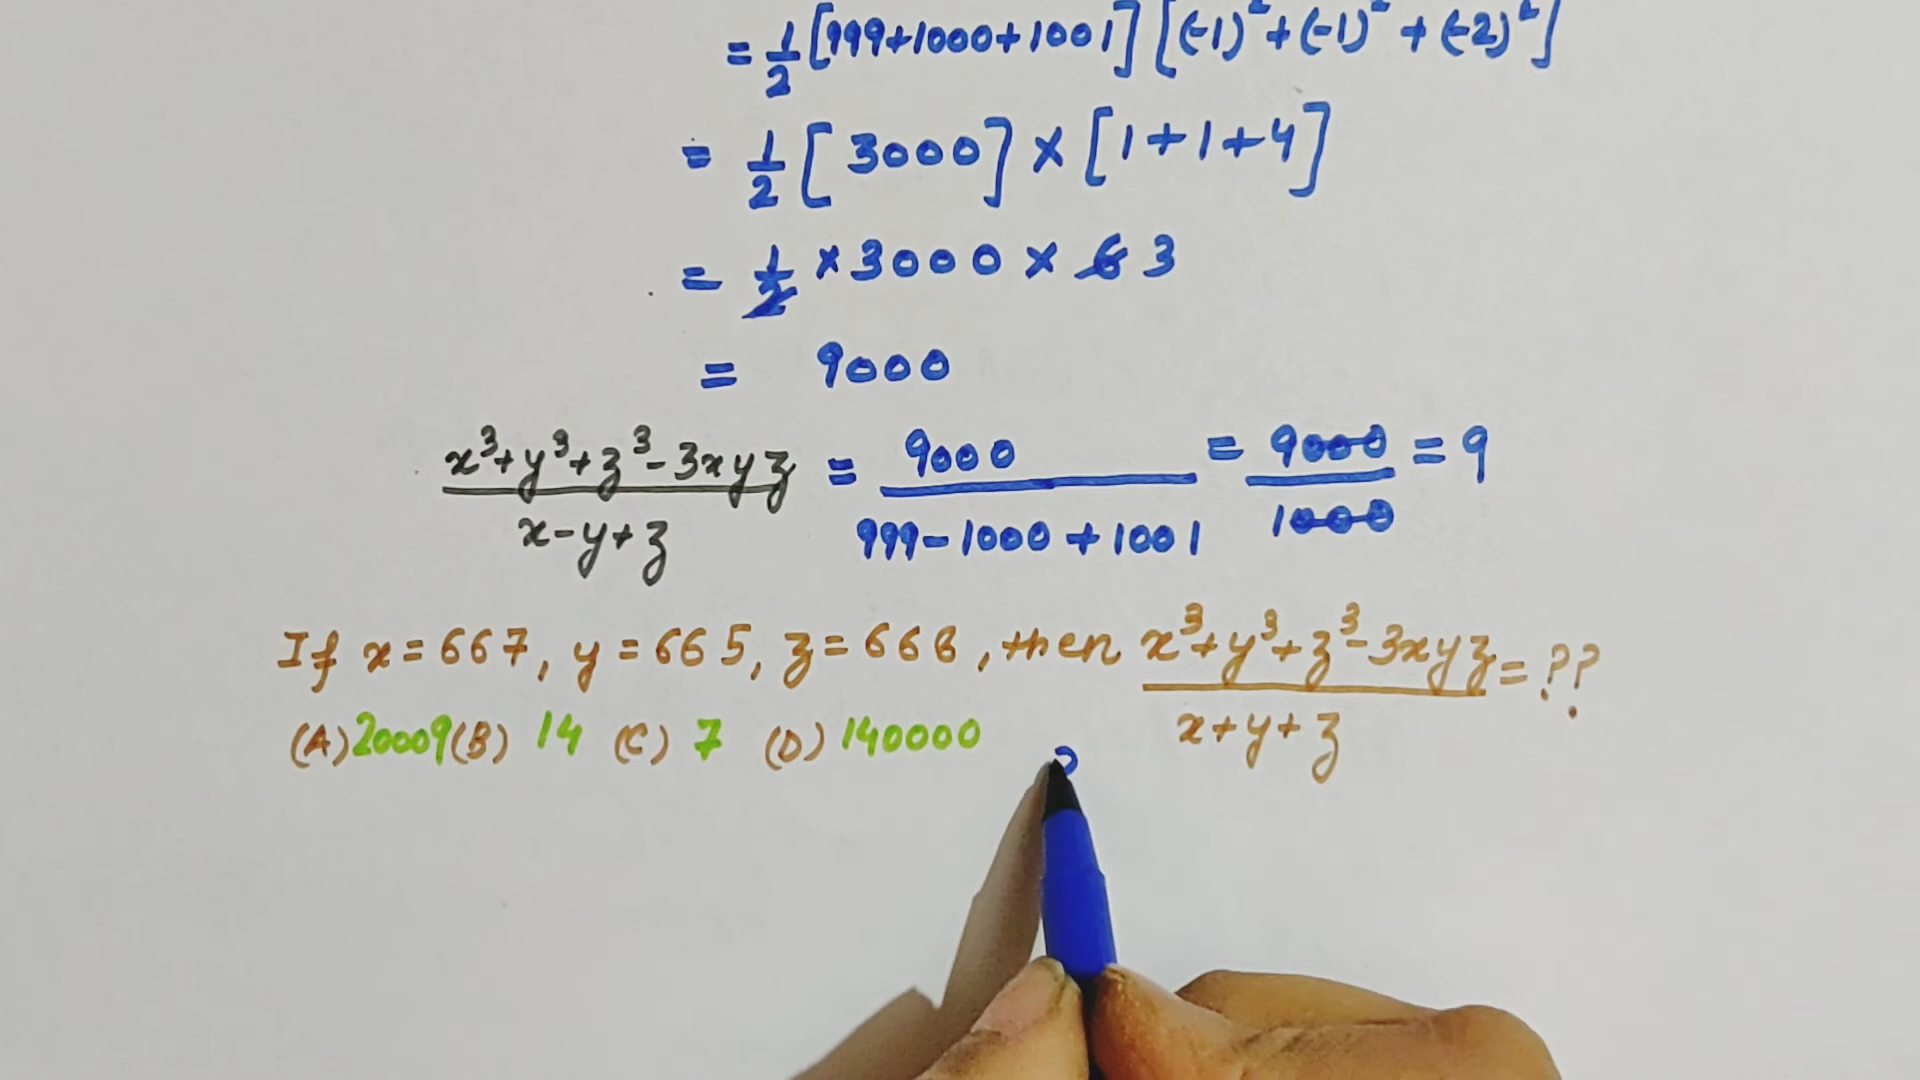 = 1/2 [999+1000+1001] [(-1)² + (-1)² + (-2)²]
= 1/2 [3000] × [1+1+4]
= 1/2 × 3000 × 6 3
= 9000
x³+y³+z³-3xyz / x-y+z = 9000 / 999-1000+1001 = 9000 / 1000 = 9
If x=667, y=665, z=668, then x³+y³+z³-3xyz / x+y+z = ??
(A) 20009 (B) 14 (C) 7 (D) 140000